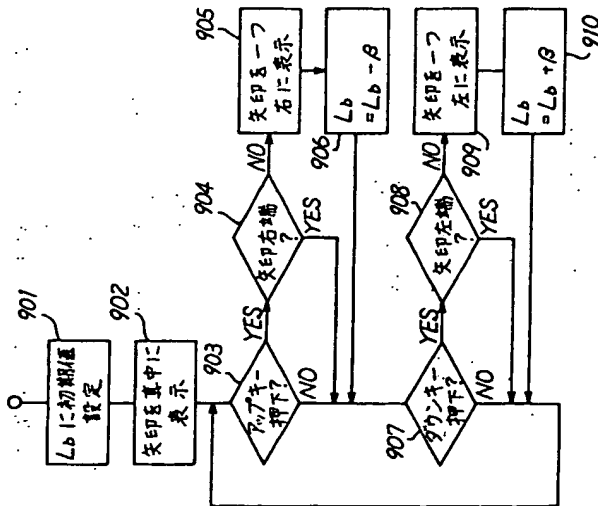 901
Lbに初期値
設定
902
矢印を真中に
表示
903
アップキー
押下?
YES
NO
904
矢印右端
?
NO
YES
905
矢印を一つ
右に表示
906
Lb
=Lb-β
907
ダウンキー
押下?
YES
NO
908
矢印左端
?
NO
YES
909
矢印を一つ
左に表示
910
Lb
=Lb+β